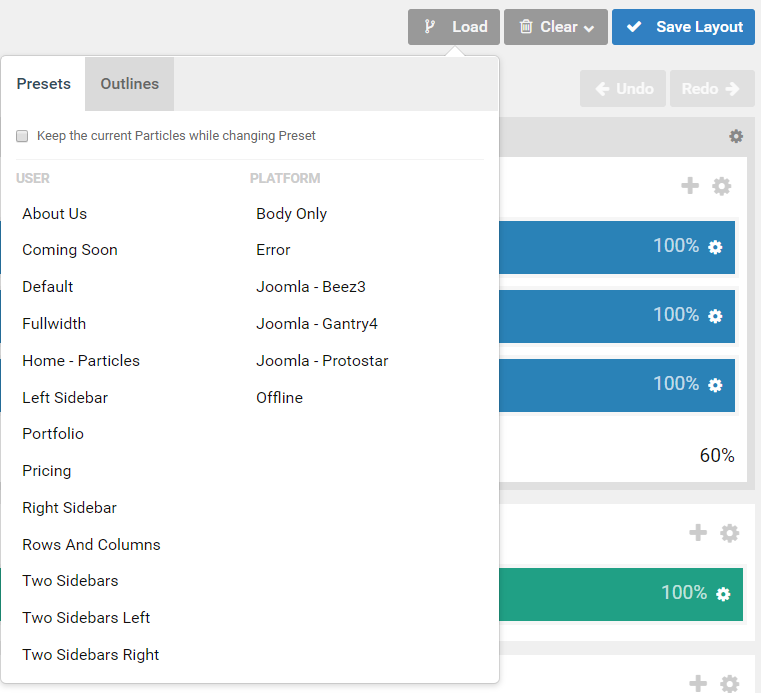 Load
Clear
Save Layout
Presets
Outlines
Undo
Redo
Keep the current Particles while changing Preset
USER
About Us
Coming Soon
Default
Fullwidth
Home - Particles
Left Sidebar
Portfolio
Pricing
Right Sidebar
Rows And Columns
Two Sidebars
Two Sidebars Left
Two Sidebars Right
PLATFORM
Body Only
Error
Joomla - Beez3
Joomla - Gantry4
Joomla - Protostar
Offline
100%
100%
100%
60%
100%